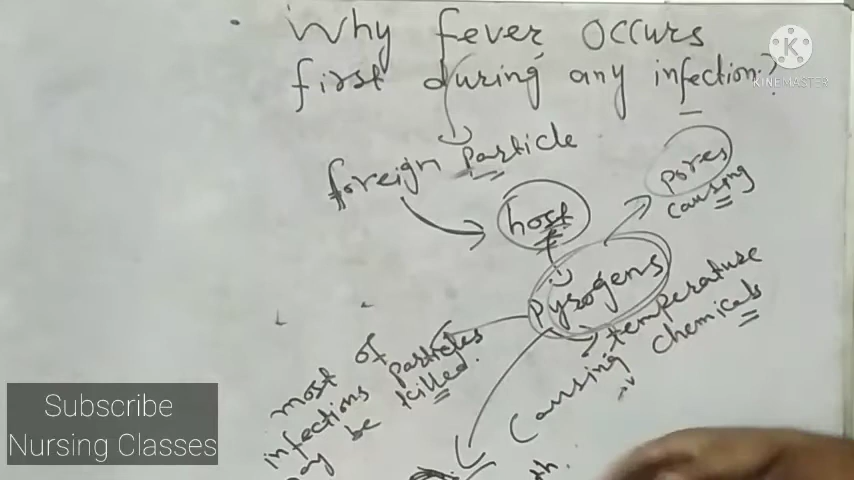 Why fever occurs
first during any infection?
foreign particle
host
pores
causing
Pyrogens
causing temperature
chemicals
most of
infections particles
may be killed.
Subscribe
Nursing Classes
KINEMASTER